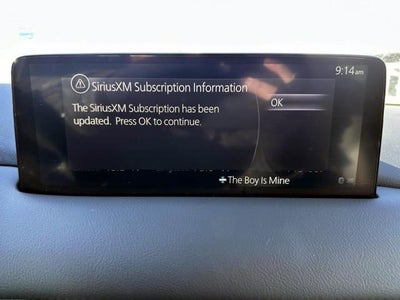 9:14am
SiriusXM Subscription Information
The SiriusXM Subscription has been
updated. Press OK to continue.
OK
The Boy Is Mine